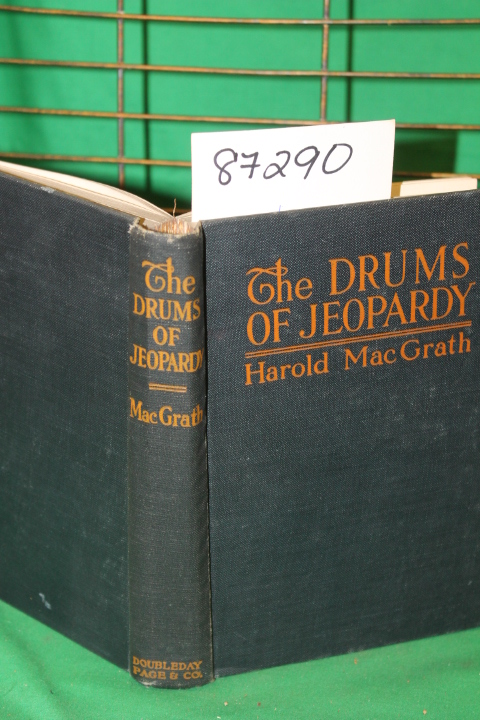 87290
The
DRUMS
OF
JEOPARDY
MacGrath
DOUBLEDAY
PAGE & CO.
The DRUMS
OF JEOPARDY
Harold MacGrath